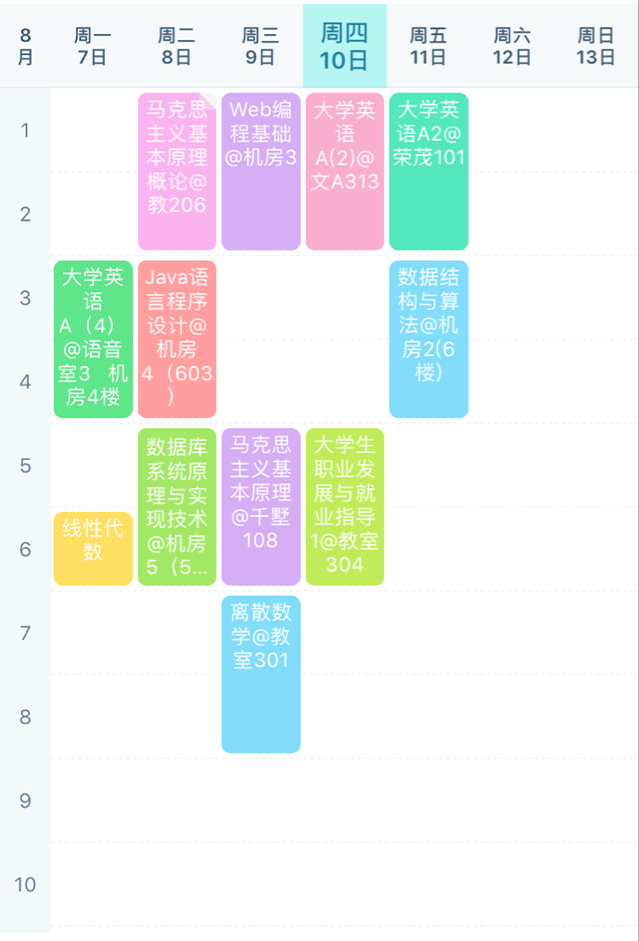 8
月
周一
7日
周二
8日
周三
9日
周四
10日
周五
11日
周六
12日
周日
13日
1
马克思
主义基
本原理
概论@
教206
Web编
程基础
@机房3
大学英
语
A(2)@
文A313
大学英
语A2@
荣茂101
2
3
大学英
语
A（4）
@语音
室3 机
房4楼
Java语
言程序
设计@
机房
4（603
）
数据结
构与算
法@机
房2(6
楼)
4
5
数据库
系统原
理与实
现技术
@机房
5（5...
马克思
主义基
本原理
@千墅
108
大学生
职业发
展与就
业指导
1@教室
304
6
线性代
数
7
离散数
学@教
室301
8
9
10